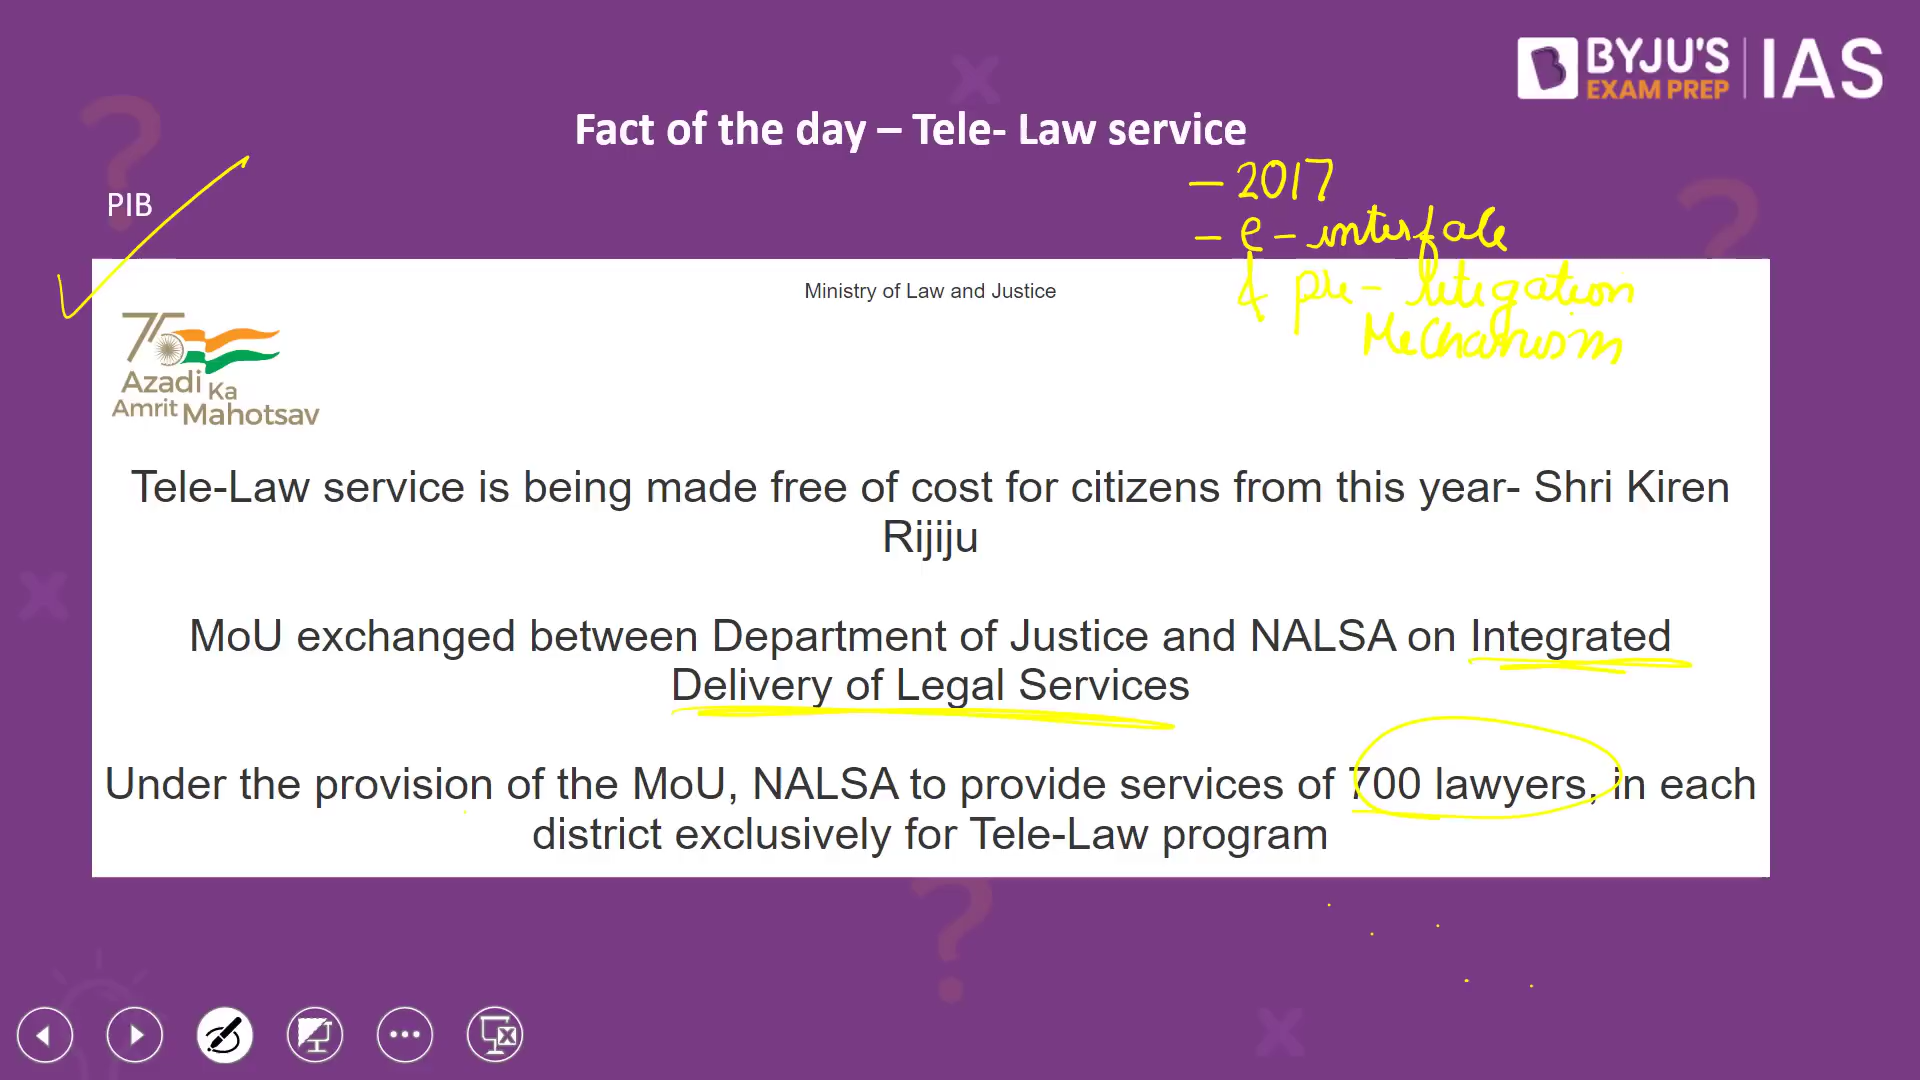 BYJU'S
EXAM PREP
IAS
Fact of the day – Tele- Law service
– 2017
– e-interface
& pre-litigation
Mechanism
PIB
Ministry of Law and Justice
75
Azadi Ka
Amrit Mahotsav
Tele-Law service is being made free of cost for citizens from this year- Shri Kiren
Rijiju
MoU exchanged between Department of Justice and NALSA on Integrated
Delivery of Legal Services
Under the provision of the MoU, NALSA to provide services of 700 lawyers, in each
district exclusively for Tele-Law program